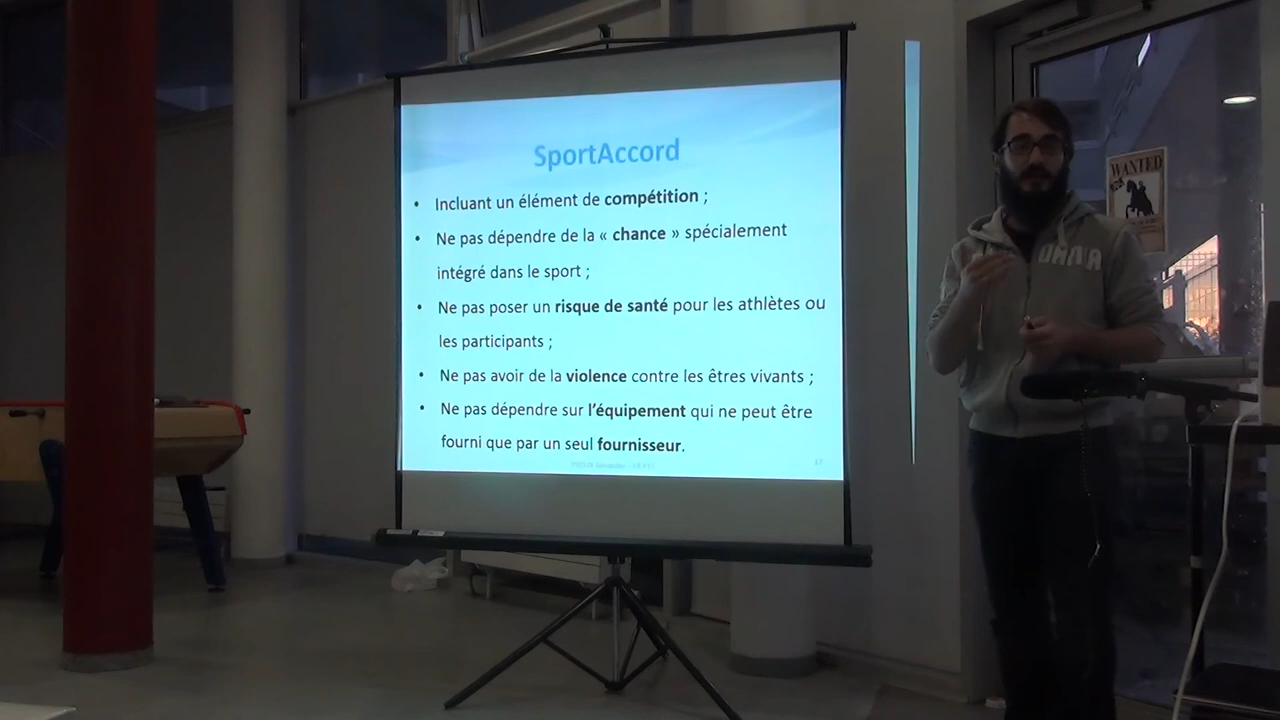 SportAccord
• Incluant un élément de compétition ;
• Ne pas dépendre de la « chance » spécialement
intégré dans le sport ;
• Ne pas poser un risque de santé pour les athlètes ou
les participants ;
• Ne pas avoir de la violence contre les êtres vivants ;
• Ne pas dépendre sur l'équipement qui ne peut être
fourni que par un seul fournisseur.
17
WANTED